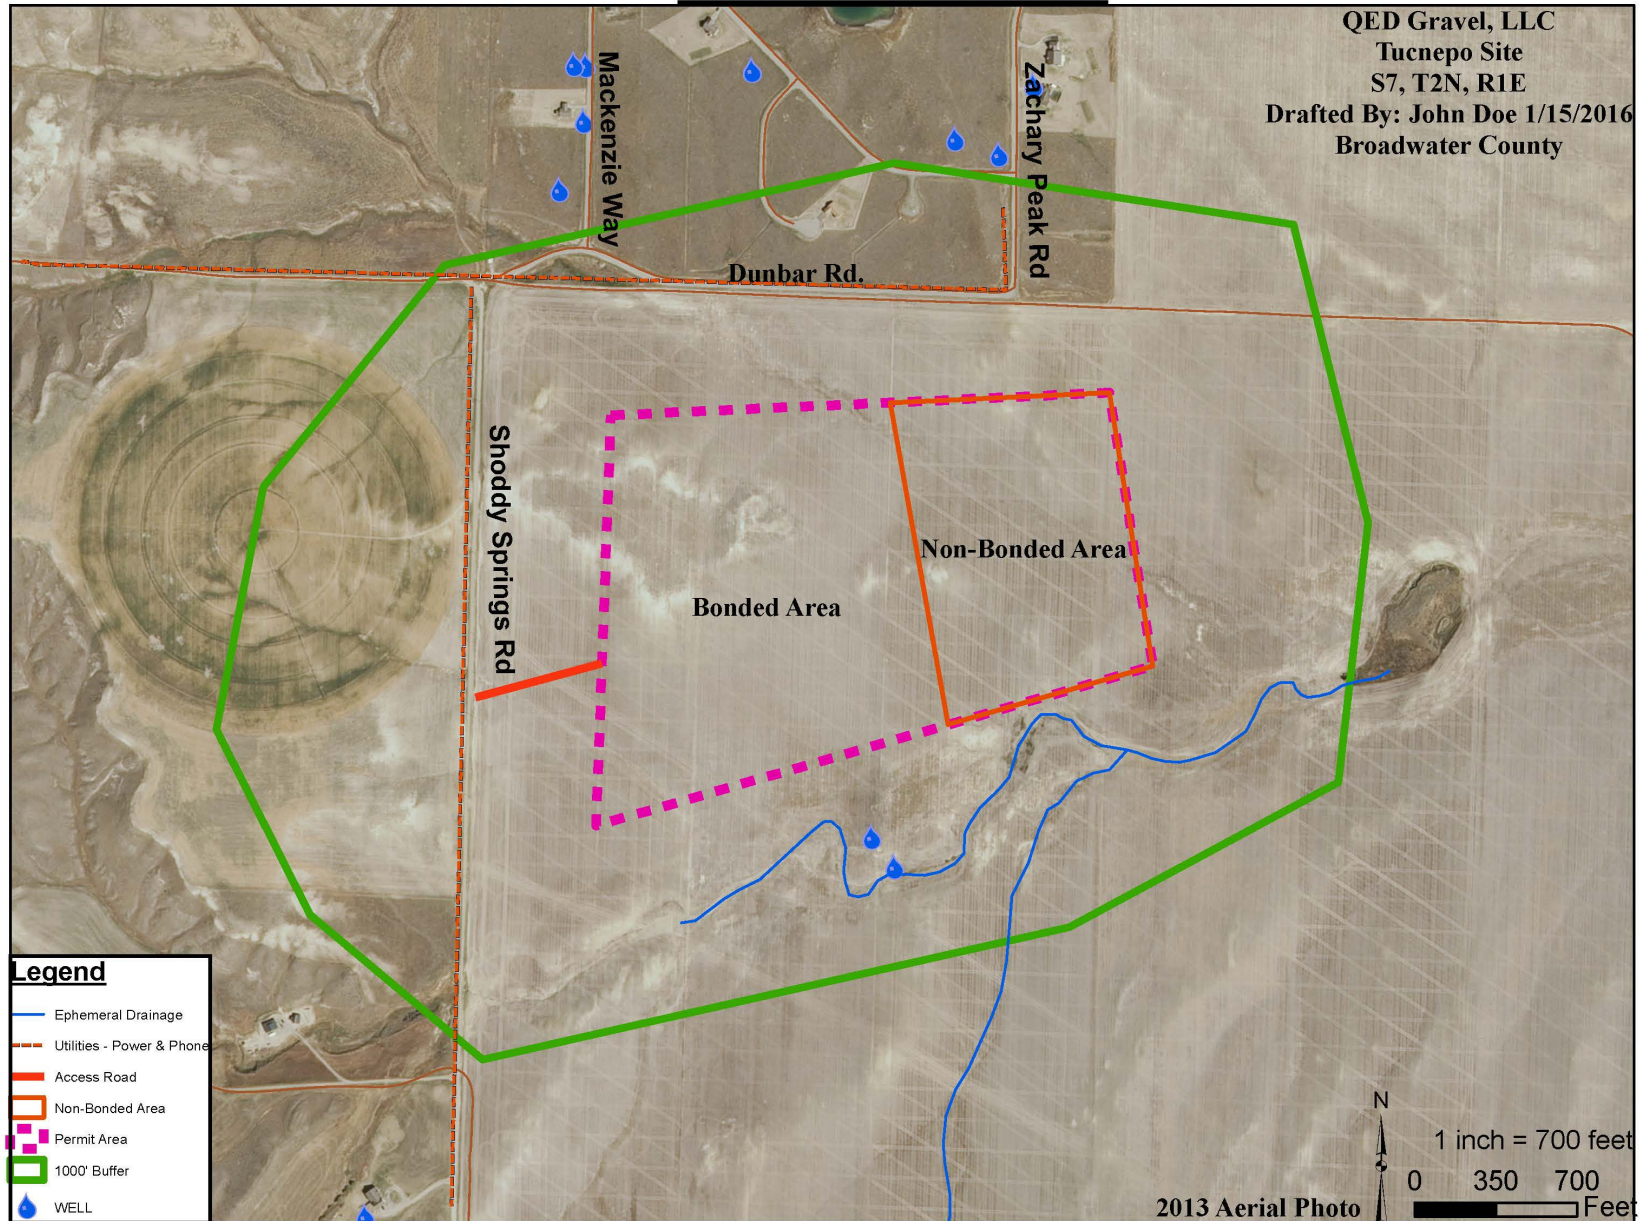 QED Gravel, LLC
Tucnepo Site
S7, T2N, R1E
Drafted By: John Doe 1/15/2016
Broadwater County
Mackenzie Way
Zachary Peak Rd
Dunbar Rd.
Shoddy Springs Rd
Non-Bonded Area
Bonded Area
Legend
Ephemeral Drainage
Utilities - Power & Phone
Access Road
Non-Bonded Area
Permit Area
1000' Buffer
WELL
N
1 inch = 700 feet
0 350 700
Feet
2013 Aerial Photo